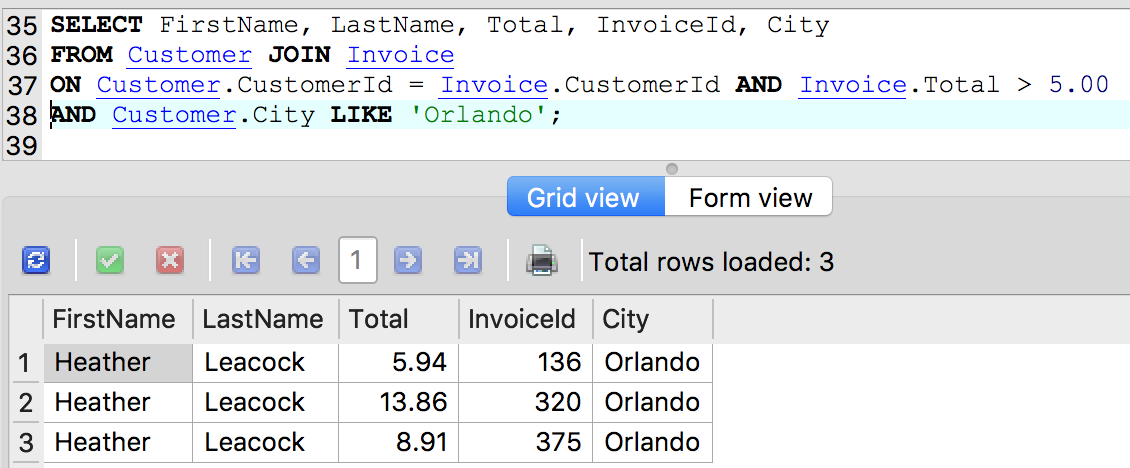 35 SELECT FirstName, LastName, Total, InvoiceId, City
36 FROM Customer JOIN Invoice
37 ON Customer.CustomerId = Invoice.CustomerId AND Invoice.Total > 5.00
38 AND Customer.City LIKE 'Orlando';
39
Grid view Form view
1 Total rows loaded: 3
FirstName LastName Total InvoiceId City
1 Heather Leacock 5.94 136 Orlando
2 Heather Leacock 13.86 320 Orlando
3 Heather Leacock 8.91 375 Orlando